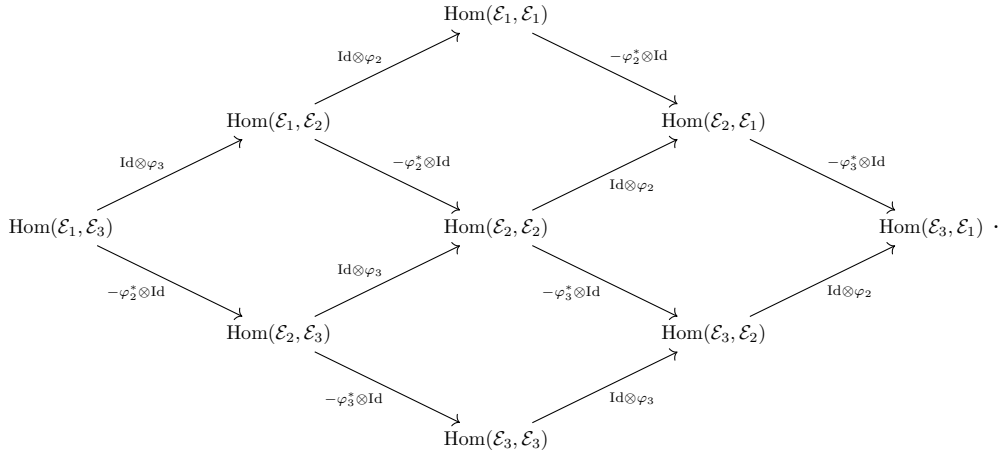 Hom(ℰ₁, ℰ₁)
Id⊗φ₂ −φ₂*⊗Id
Hom(ℰ₁, ℰ₂) Hom(ℰ₂, ℰ₁)
Id⊗φ₃ −φ₂*⊗Id Id⊗φ₂ −φ₃*⊗Id
Hom(ℰ₁, ℰ₃) Hom(ℰ₂, ℰ₂) Hom(ℰ₃, ℰ₁) .
−φ₂*⊗Id Id⊗φ₃ −φ₃*⊗Id Id⊗φ₂
Hom(ℰ₂, ℰ₃) Hom(ℰ₃, ℰ₂)
−φ₃*⊗Id Id⊗φ₃
Hom(ℰ₃, ℰ₃)